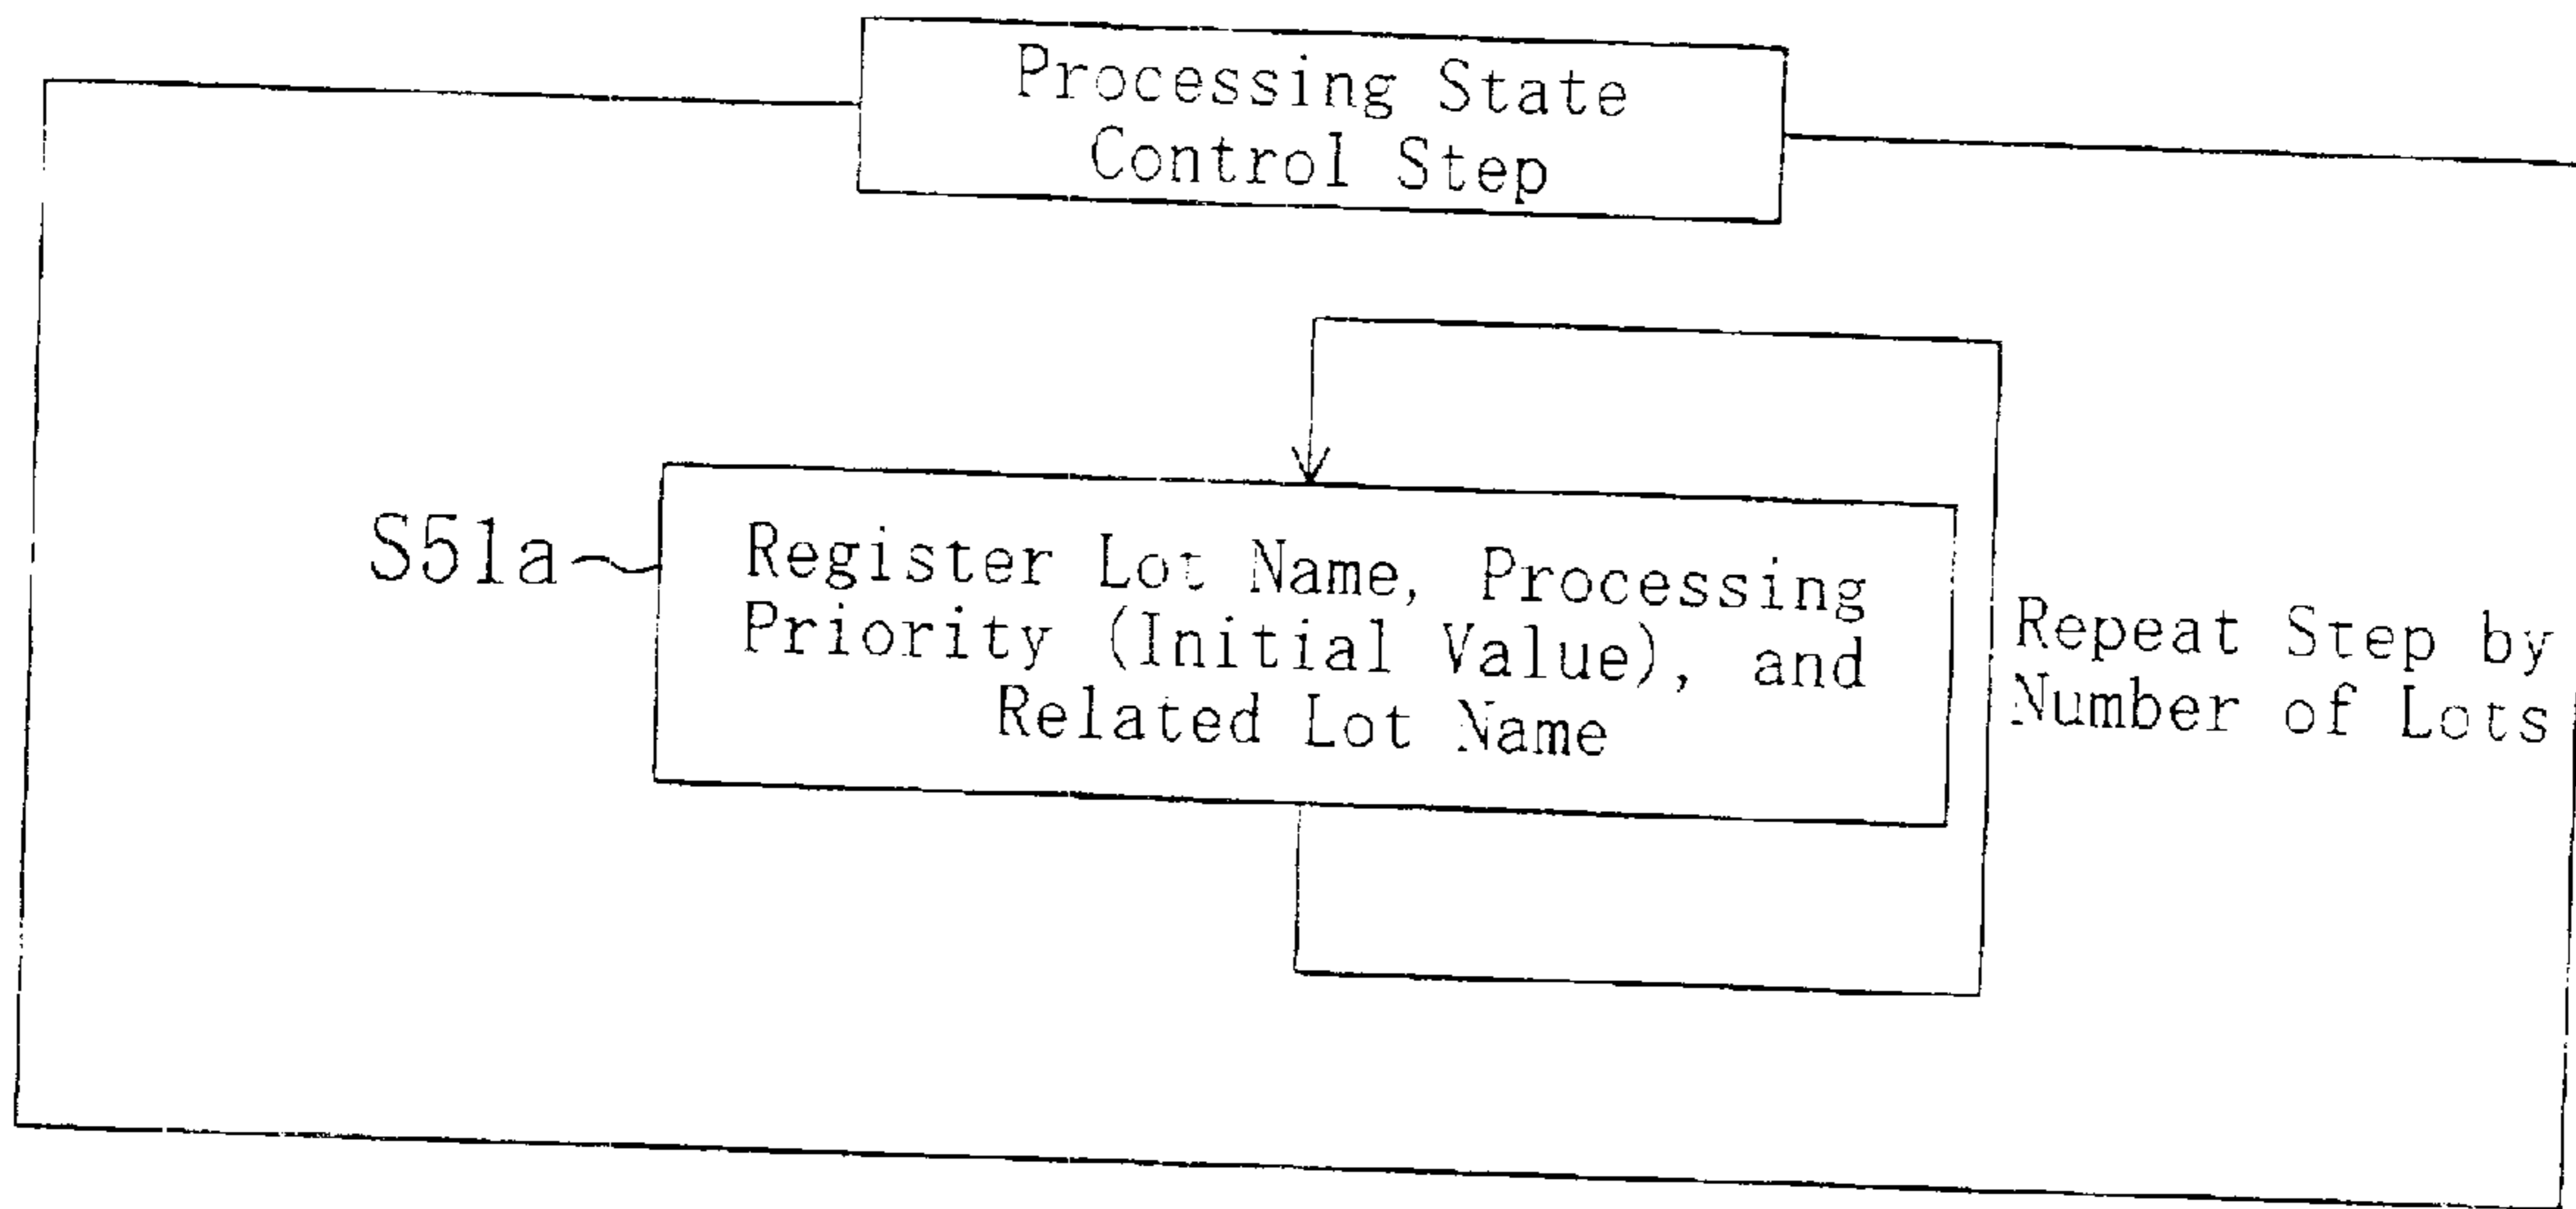 Processing State
Control Step
S51a
Register Lot Name, Processing
Priority (Initial Value), and
Related Lot Name
Repeat Step by
Number of Lots